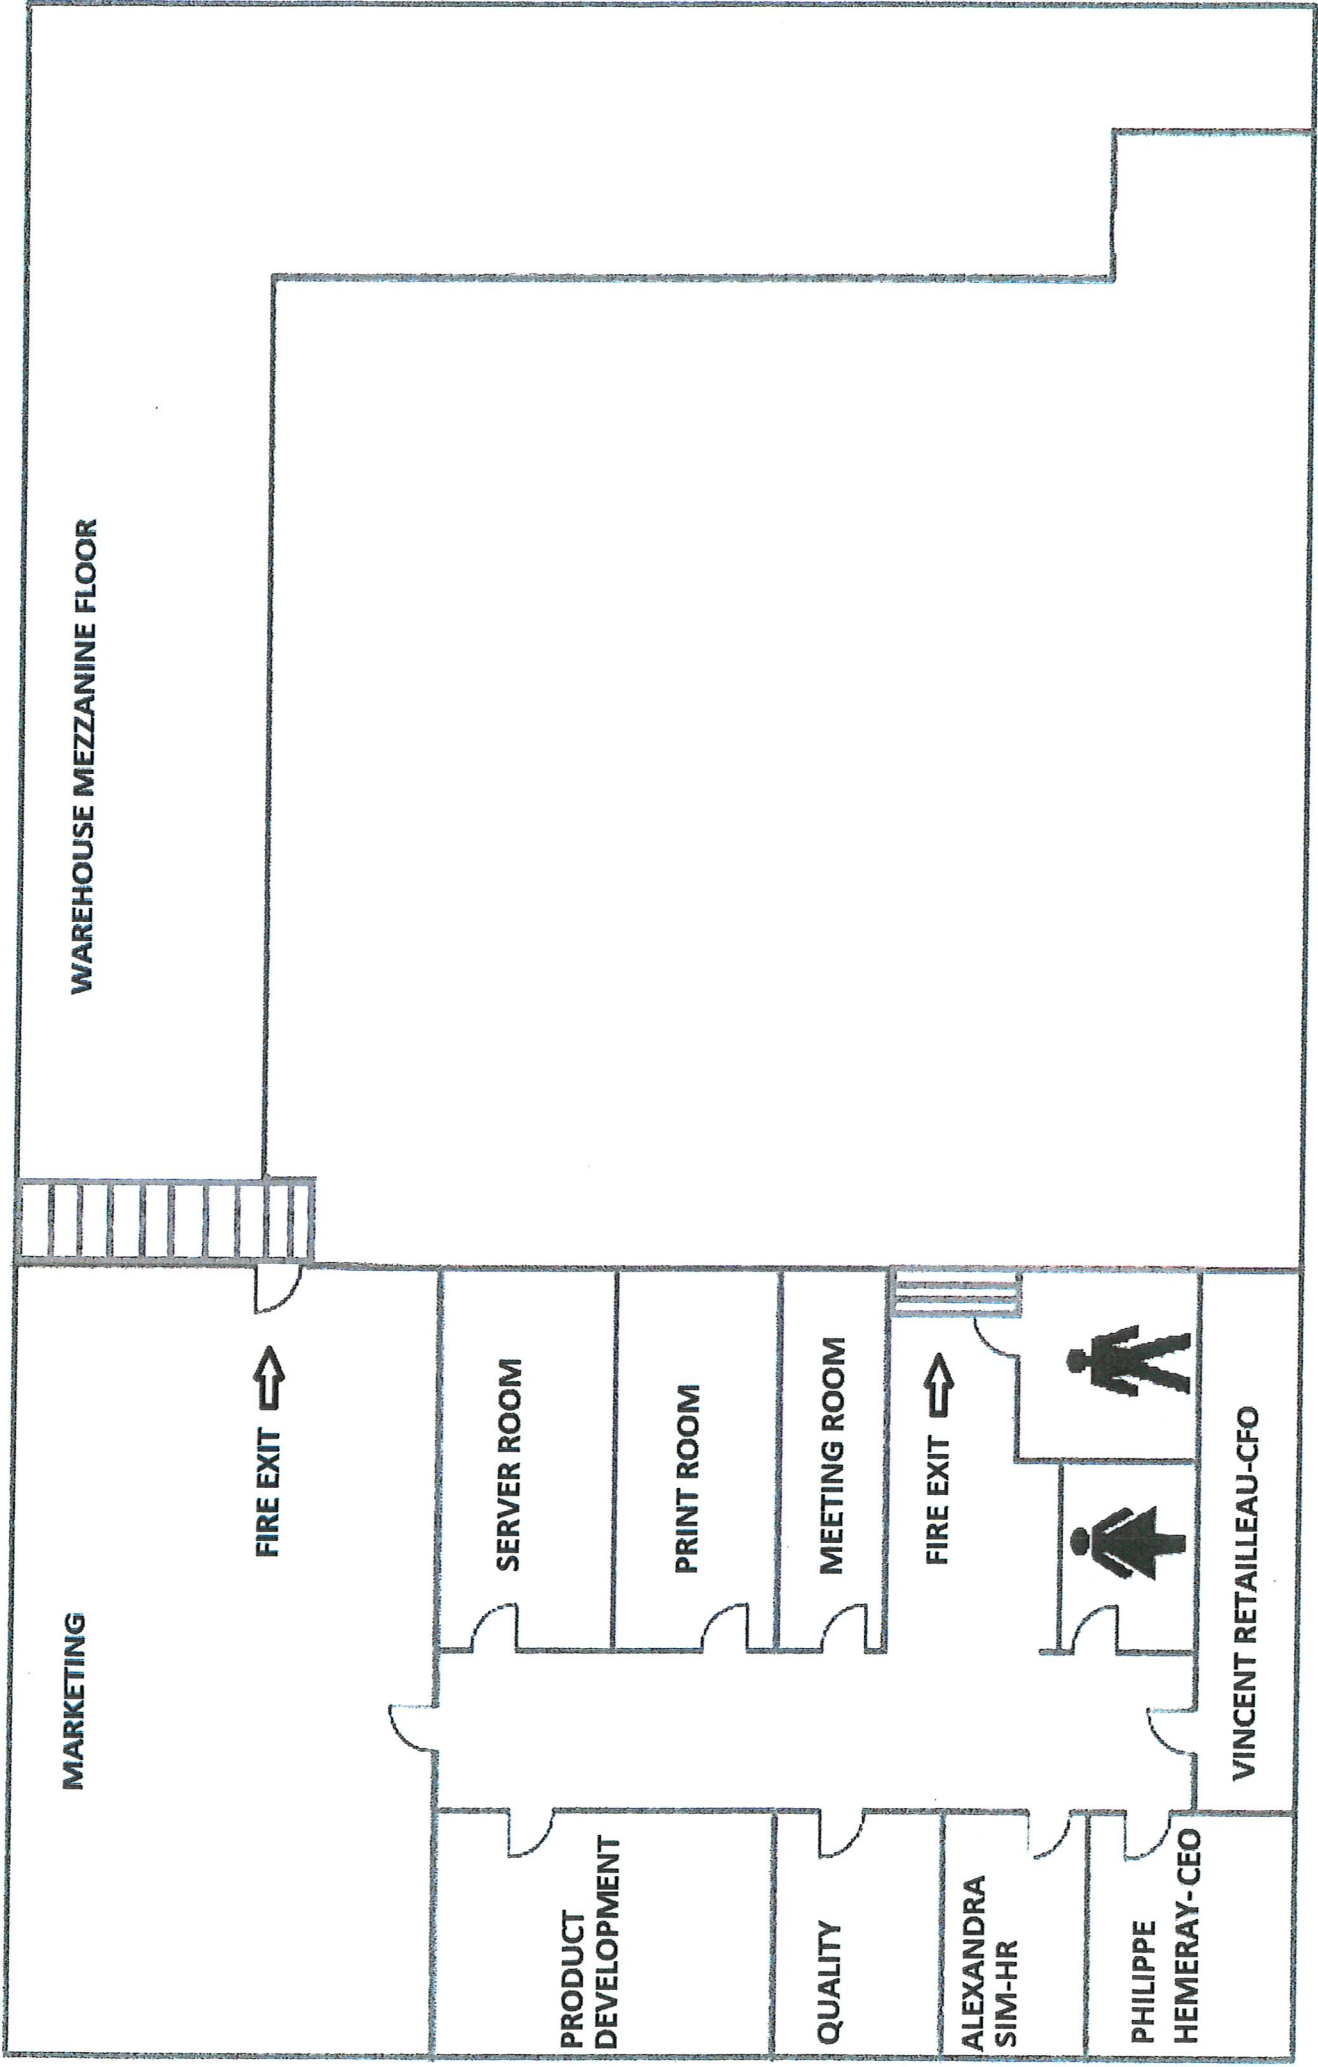 MARKETING
WAREHOUSE MEZZANINE FLOOR
FIRE EXIT
SERVER ROOM
PRODUCT
DEVELOPMENT
PRINT ROOM
MEETING ROOM
QUALITY
FIRE EXIT
ALEXANDRA
SIM-HR
PHILIPPE
HEMERAY-CEO
VINCENT RETAILLEAU-CFO